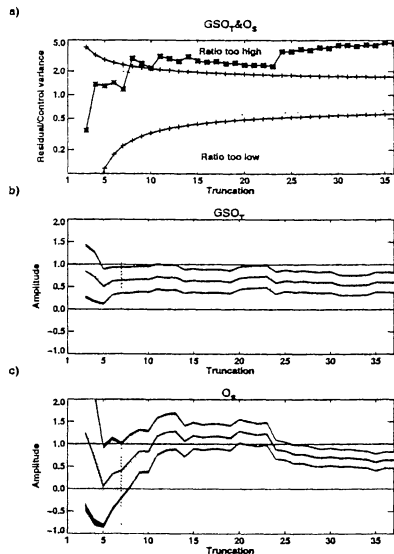 a)
GSO_T&O_S
Residual/Control variance
5.0
2.0
1.0
0.5
0.2
Ratio too high
Ratio too low
1 5 10 15 20 25 30 35
Truncation
b)
GSO_T
Amplitude
2.0
1.5
1.0
0.5
0.0
-0.5
-1.0
1 5 10 15 20 25 30 35
Truncation
c)
O_S
Amplitude
2.0
1.5
1.0
0.5
0.0
-0.5
-1.0
1 5 10 15 20 25 30 35
Truncation